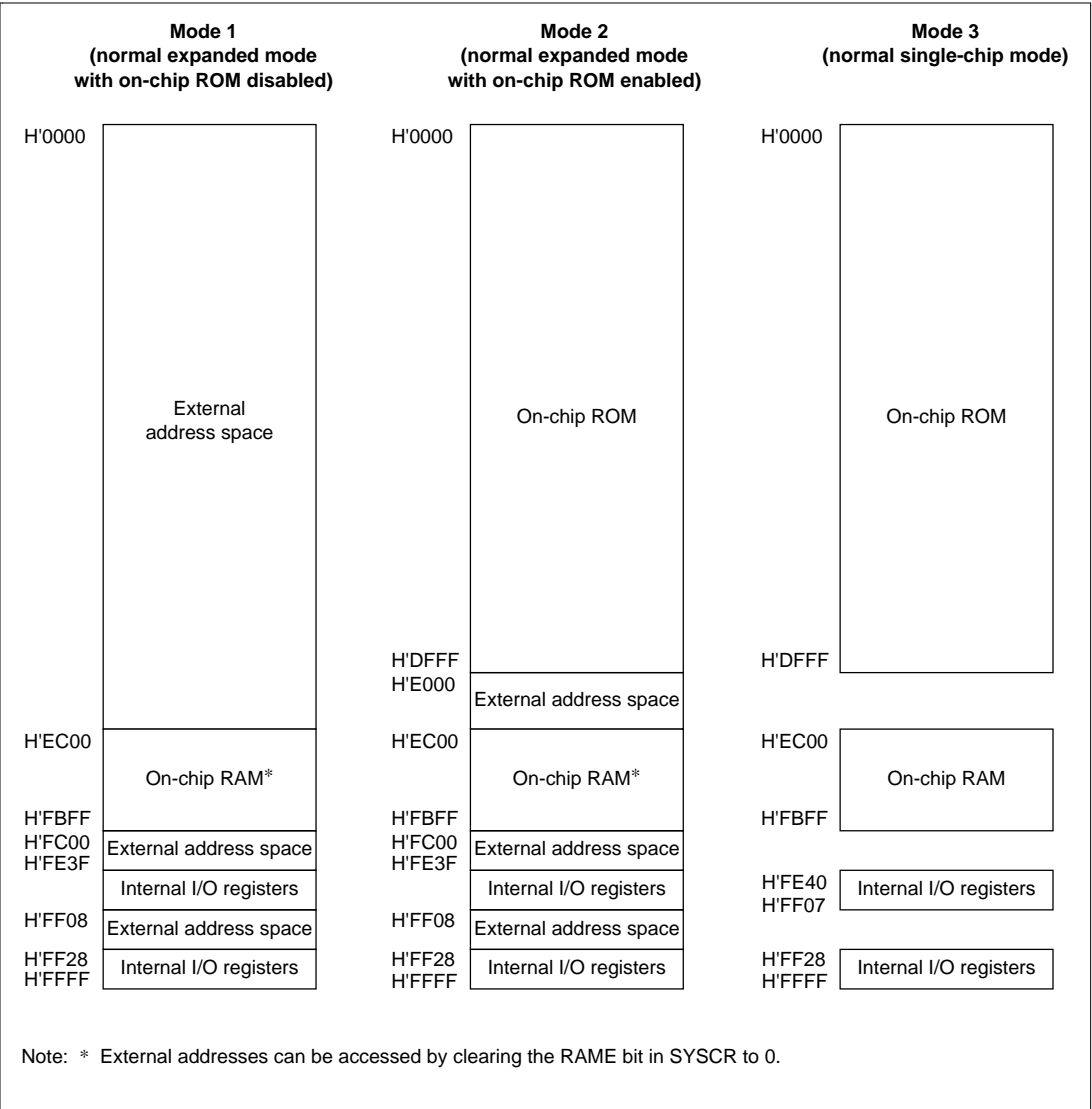 Mode 1
(normal expanded mode
with on-chip ROM disabled)
H'0000
External
address space
H'EC00
On-chip RAM*
H'FBFF
H'FC00
External address space
H'FE3F
Internal I/O registers
H'FF08
External address space
H'FF28
Internal I/O registers
H'FFFF
Mode 2
(normal expanded mode
with on-chip ROM enabled)
H'0000
On-chip ROM
H'DFFF
H'E000
External address space
H'EC00
On-chip RAM*
H'FBFF
H'FC00
External address space
H'FE3F
Internal I/O registers
H'FF08
External address space
H'FF28
Internal I/O registers
H'FFFF
Mode 3
(normal single-chip mode)
H'0000
On-chip ROM
H'DFFF
H'EC00
On-chip RAM
H'FBFF
H'FE40
Internal I/O registers
H'FF07
H'FF28
Internal I/O registers
H'FFFF
Note: * External addresses can be accessed by clearing the RAME bit in SYSCR to 0.